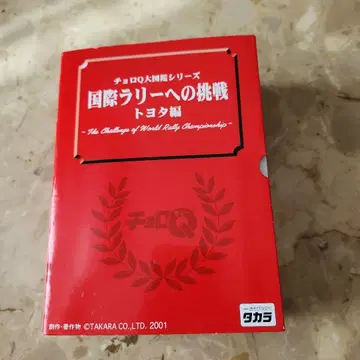 チョロQ大図鑑シリーズ
国際ラリーへの挑戦
トヨタ編
~The Challenge of World Rally Championship~
チョロQ
創作・著作物 ©TAKARA CO.,LTD. 2001
タカラ